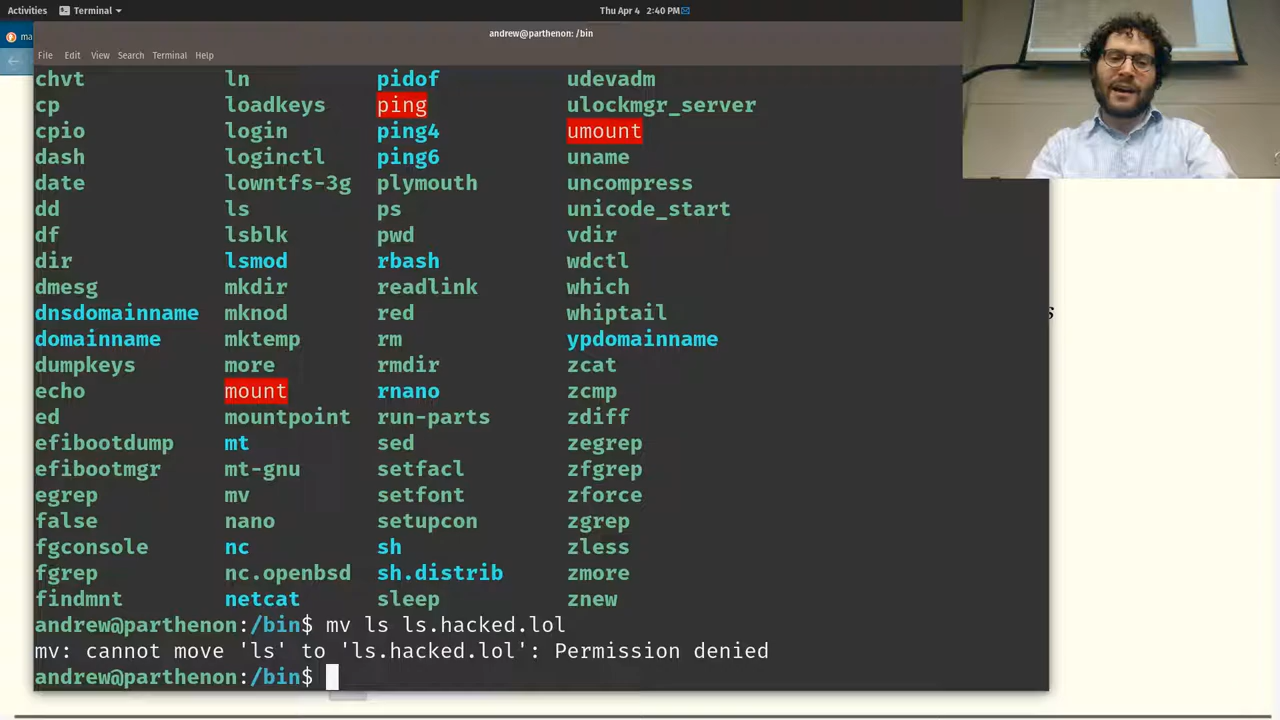 Activities Terminal Thu Apr 4 2:40 PM
ma
andrew@parthenon: /bin
File Edit View Search Terminal Help
chvt ln pidof udevadm
cp loadkeys ping ulockmgr_server
cpio login ping4 umount
dash loginctl ping6 uname
date lowntfs-3g plymouth uncompress
dd ls ps unicode_start
df lsblk pwd vdir
dir lsmod rbash wdctl
dmesg mkdir readlink which
dnsdomainname mknod red whiptail
domainname mktemp rm ypdomainname
dumpkeys more rmdir zcat
echo mount rnano zcmp
ed mountpoint run-parts zdiff
efibootdump mt sed zegrep
efibootmgr mt-gnu setfacl zfgrep
egrep mv setfont zforce
false nano setupcon zgrep
fgconsole nc sh zless
fgrep nc.openbsd sh.distrib zmore
findmnt netcat sleep znew
andrew@parthenon:/bin$ mv ls ls.hacked.lol
mv: cannot move 'ls' to 'ls.hacked.lol': Permission denied
andrew@parthenon:/bin$